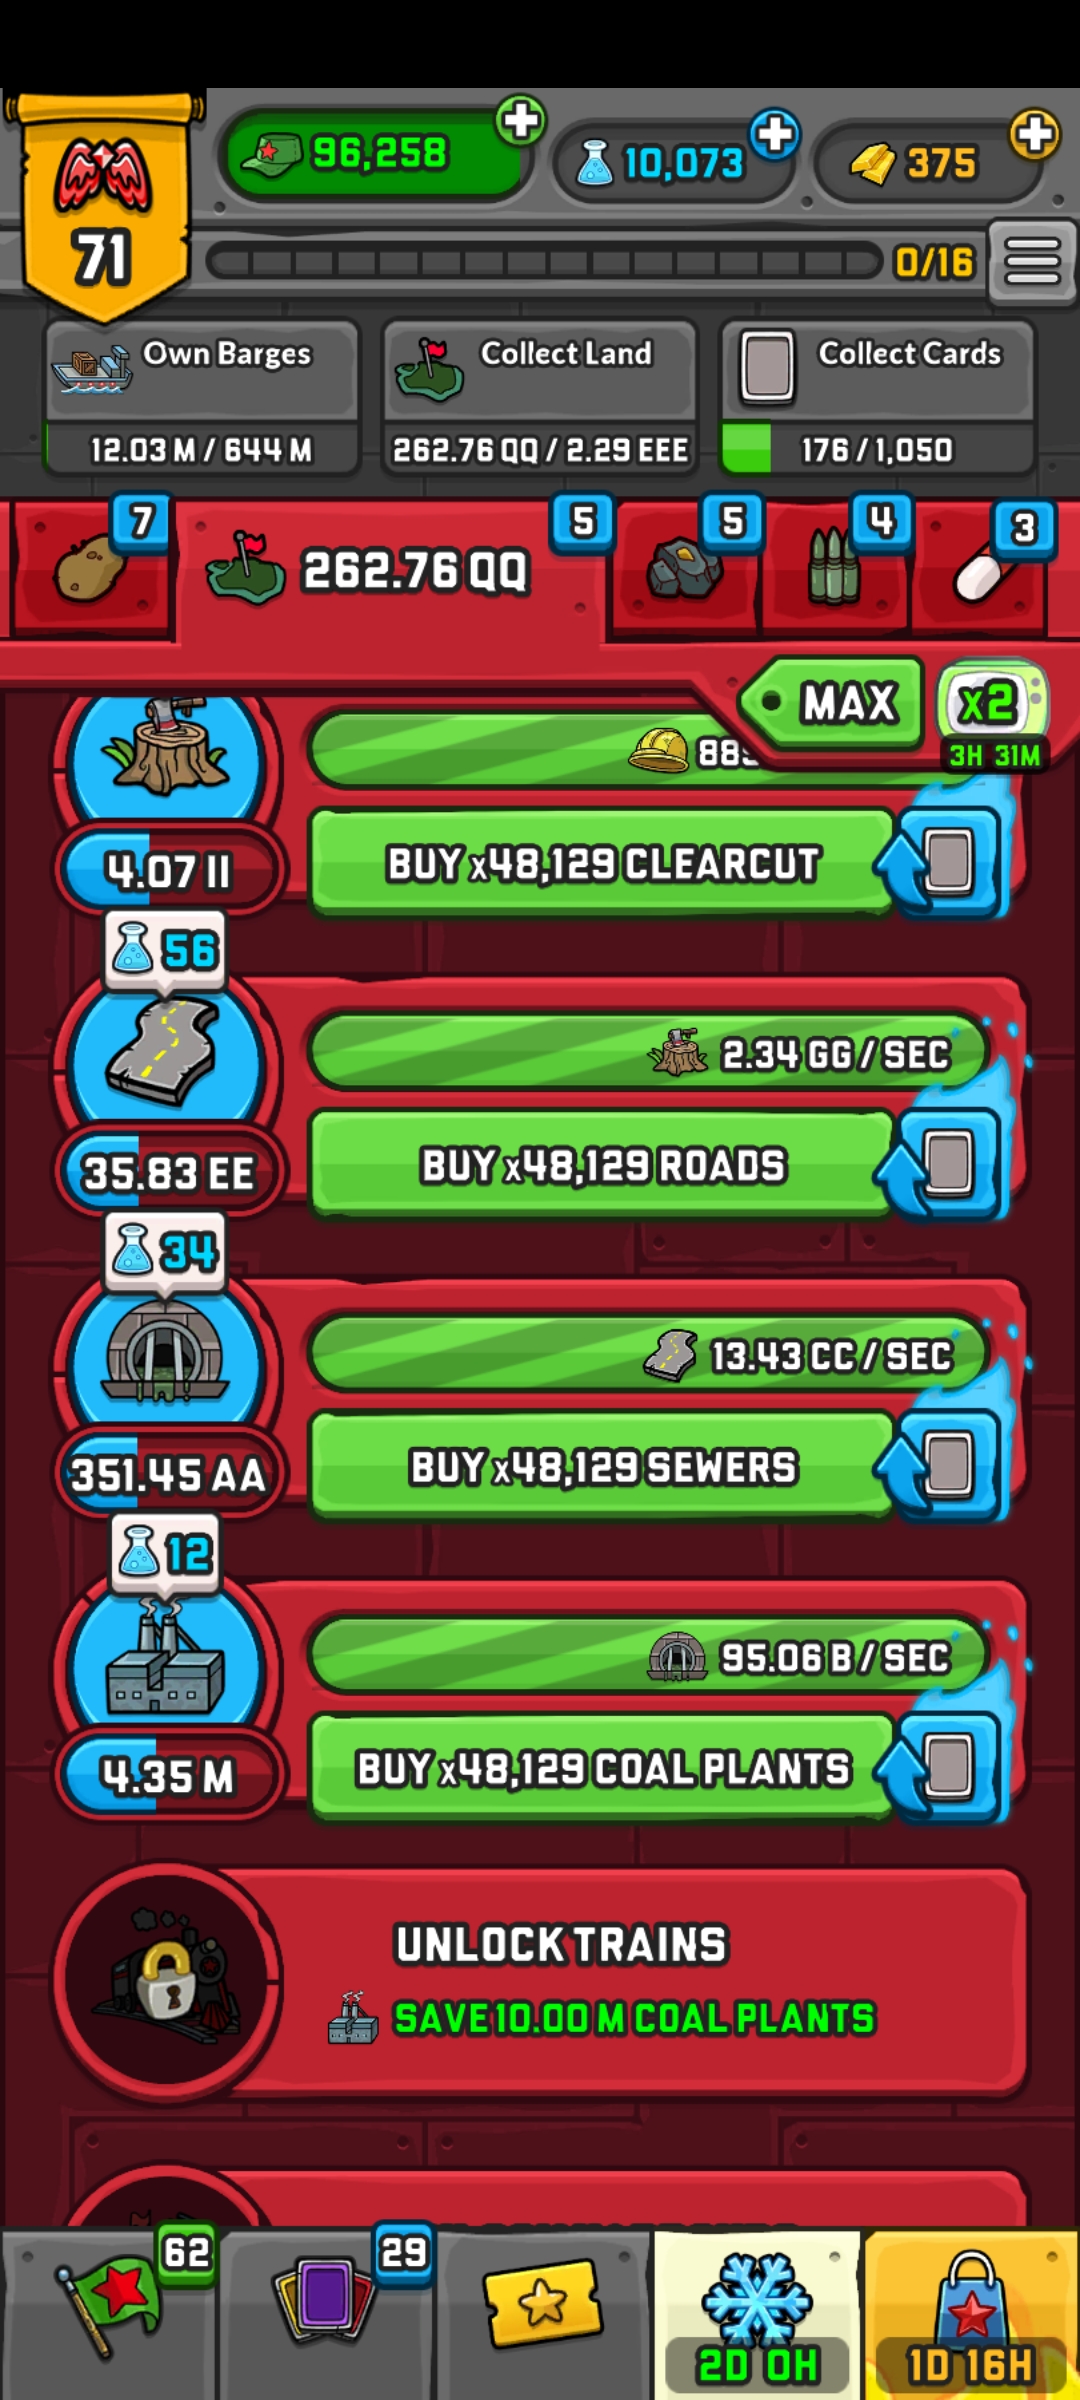 71
96,258
10,073
375
0/16
Own Barges
12.03 M / 644 M
Collect Land
262.76 QQ / 2.29 EEE
Collect Cards
176 / 1,050
7
262.76 QQ
5
5
4
3
MAX
x2
3H 31M
BUY x48,129 CLEARCUT
4.07 II
56
2.34 GG / SEC
BUY x48,129 ROADS
35.83 EE
34
13.43 CC / SEC
BUY x48,129 SEWERS
351.45 AA
12
95.06 B / SEC
BUY x48,129 COAL PLANTS
4.35 M
UNLOCK TRAINS
SAVE 10.00 M COAL PLANTS
62
29
2D 0H
1D 16H